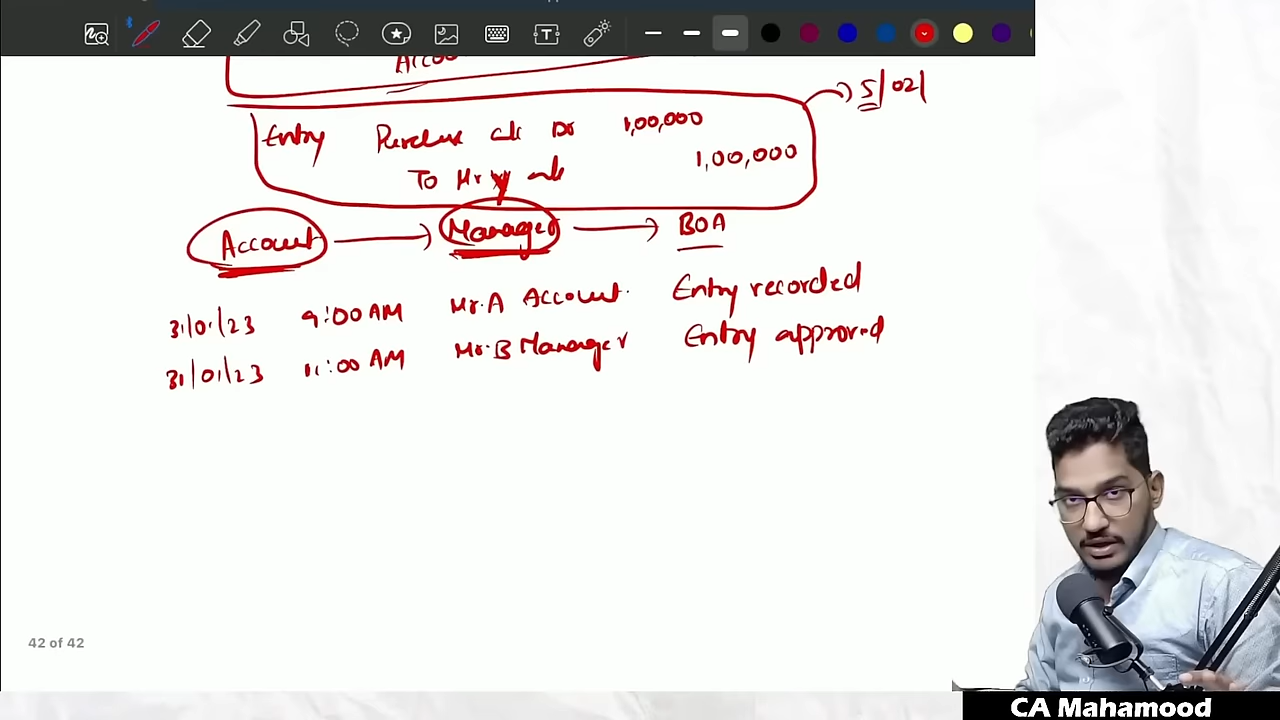 Entry Purchase a/c Dr 1,00,000
To Mr Y a/c 1,00,000
5/02/
Account → Manager → BOA
31/01/23 9:00 AM Mr. A Account. Entry recorded
31/01/23 11:00 AM Mr. B Manager Entry approved
42 of 42
CA Mahamood